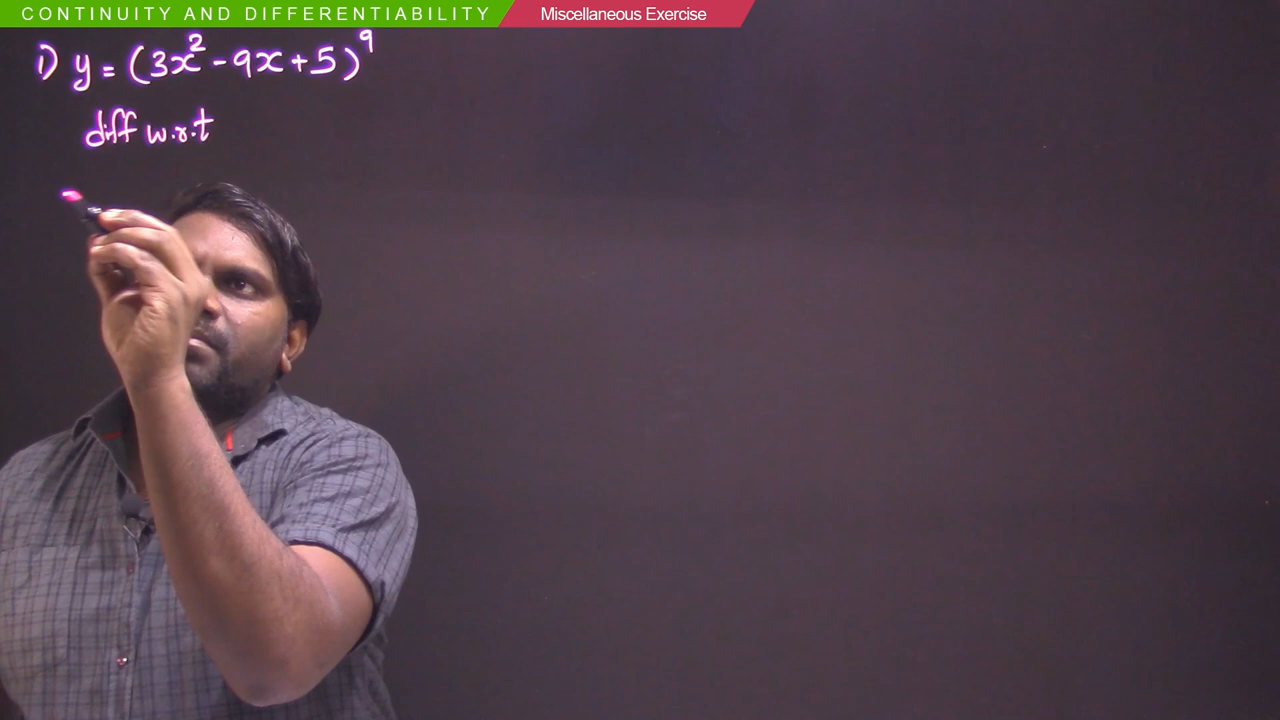 CONTINUITY AND DIFFERENTIABILITY Miscellaneous Exercise
1) y = (3x² - 9x + 5)⁹
diff w.r.t